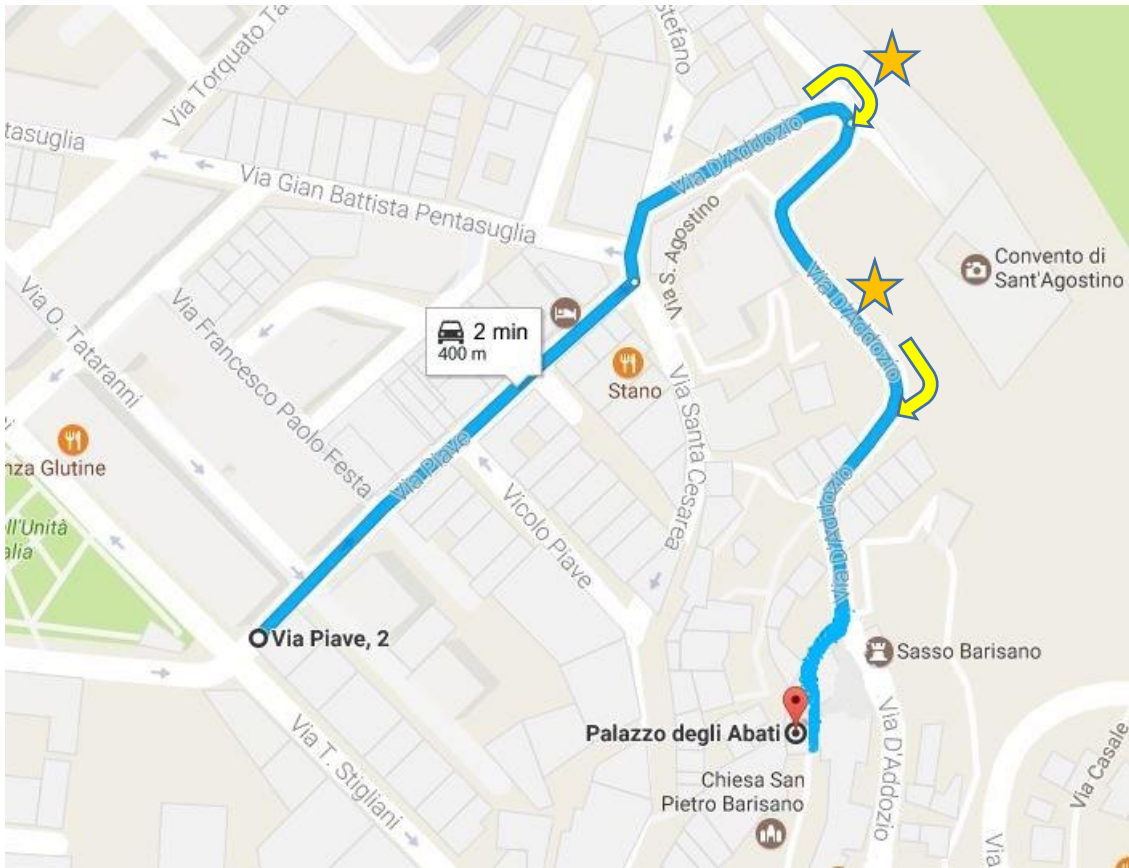 Via Torquato Ta
Stefano
tasuglia
Via Gian Battista Pentasuglia
Via D'Addozio
Via S. Agostino
Convento di
Sant'Agostino
Via D'Addozio
Via O. Tataranni
Via Francesco Paolo Festa
2 min
400 m
Stano
Via Santa Cesarea
nza Glutine
Via Piave
Vicolo Piave
Via D'Addozio
ll'Unità
alia
Via Piave, 2
Sasso Barisano
Palazzo degli Abati
Via T. Stigliani
Chiesa San
Pietro Barisano
Via D'Addozio
Via Casale
Via